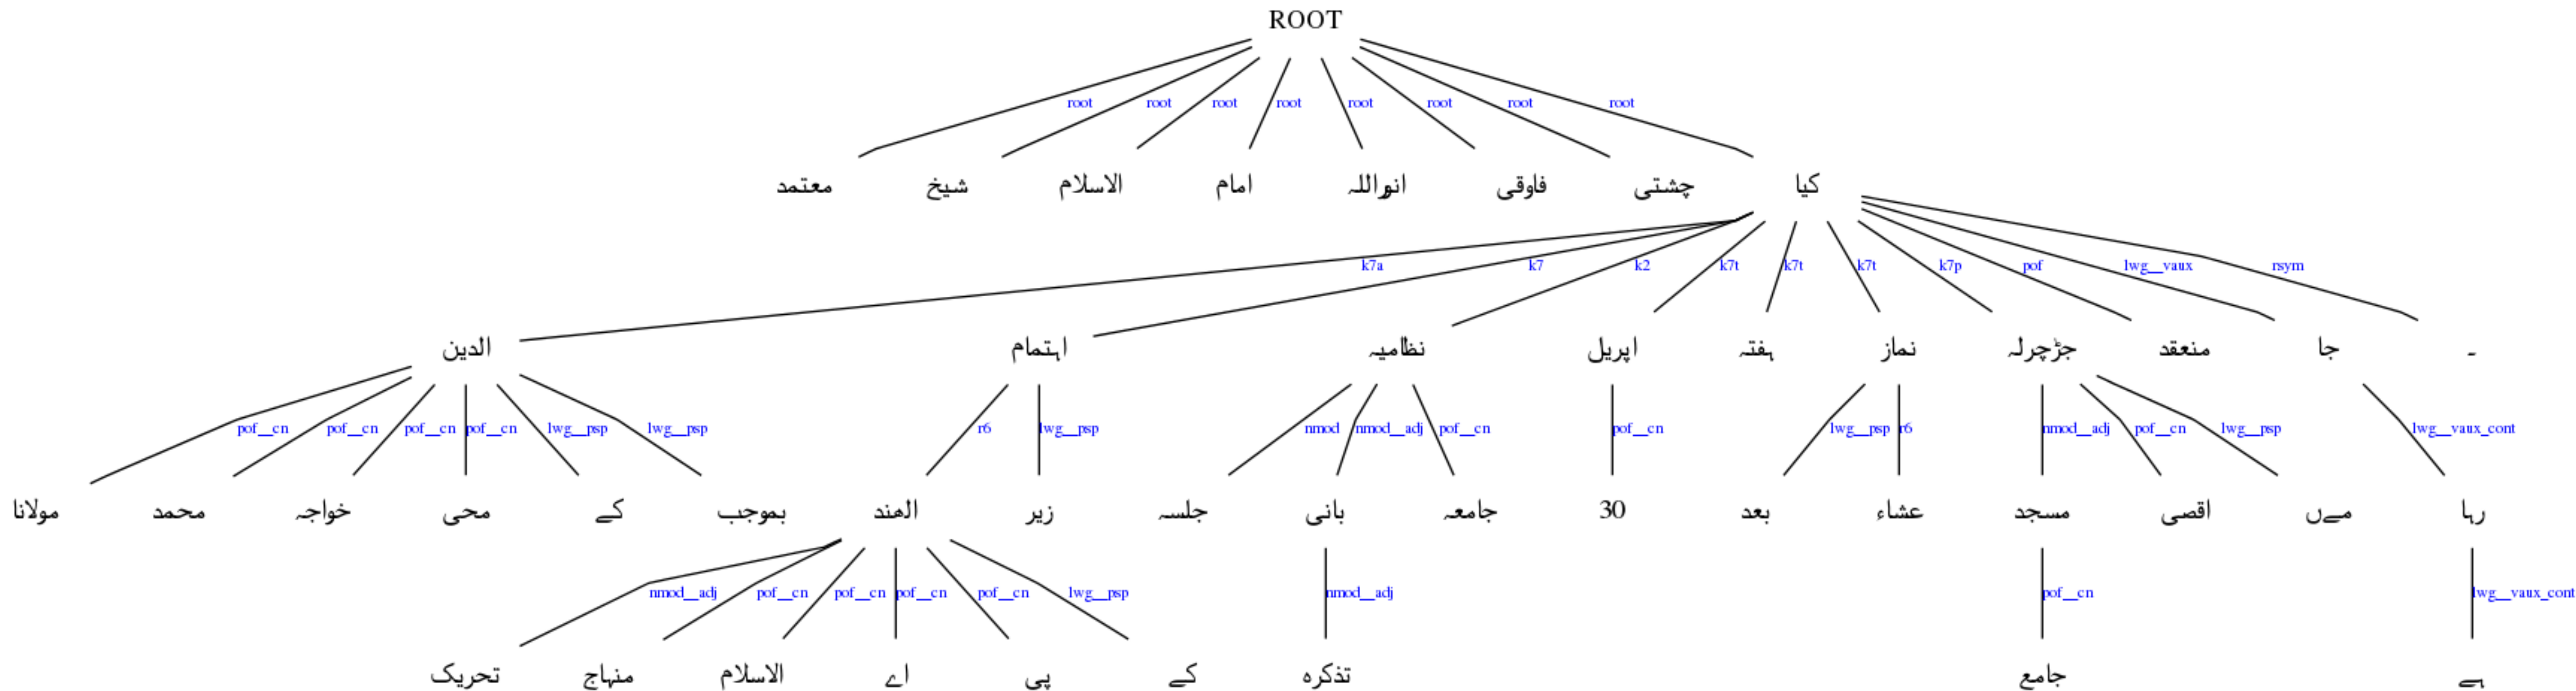 ROOT
root root root root root root root root
معتمد شیخ الاسلام امام انوراللہ فاوقی چشتی کیا
k7a k7 k2 k7t k7t k7t k7p pof lwg__vaux rsym
الدین اہتمام نظامیہ اپریل ہفتہ نماز جڑچرلہ منعقد جا ۔
pof__cn pof__cn pof__cn pof__cn lwg__psp lwg__psp r6 lwg__psp nmod nmod__adj pof__cn pof__cn lwg__psp r6 nmod__adj pof__cn lwg__psp lwg__vaux_cont
مولانا محمد خواجہ محی کے بموجب الھند زیر جلسہ بانی جامعہ 30 بعد عشاء مسجد اقصی مےں رہا
nmod__adj pof__cn pof__cn pof__cn pof__cn lwg__psp nmod__adj pof__cn lwg__vaux_cont
تحریک منہاج الاسلام اے پی کے تذکرہ جامع ہے